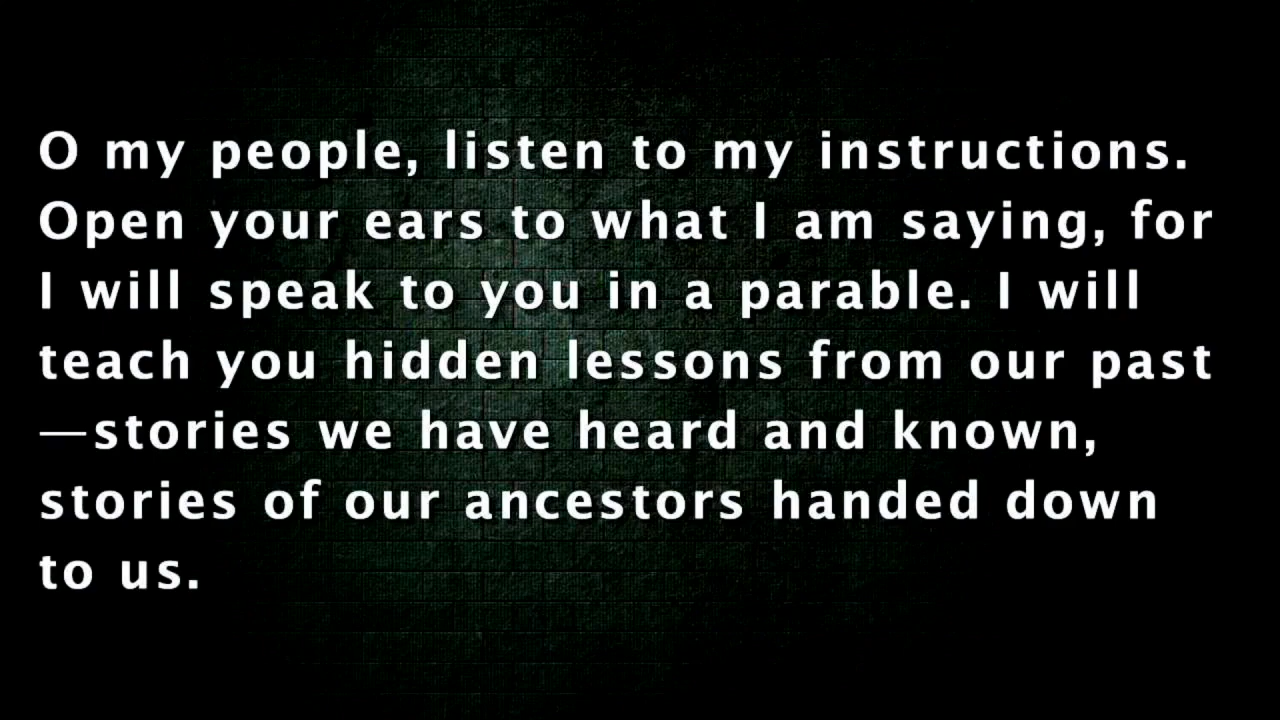 O my people, listen to my instructions.
Open your ears to what I am saying, for
I will speak to you in a parable. I will
teach you hidden lessons from our past
—stories we have heard and known,
stories of our ancestors handed down
to us.